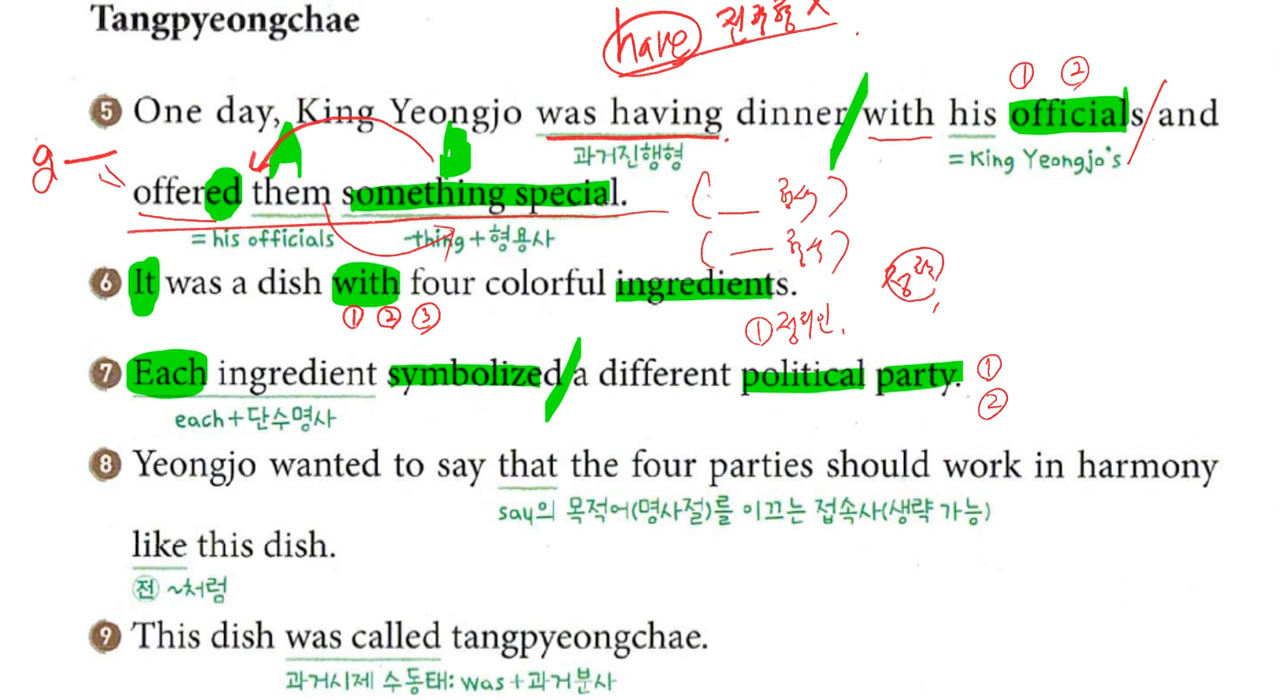 Tangpyeongchae
have 진행형 X
① ②
⑤ One day, King Yeongjo was having dinner with his officials and
과거진행형 = King Yeongjo's
A B
offered them something special.
= his officials -thing + 형용사
⑥ It was a dish with four colorful ingredients.
① ② ③
⑦ Each ingredient symbolized a different political party. ①
②
each + 단수명사
⑧ Yeongjo wanted to say that the four parties should work in harmony
say의 목적어(명사절)를 이끄는 접속사(생략 가능)
like this dish.
전 ~처럼
⑨ This dish was called tangpyeongchae.
과거시제 수동태: was + 과거분사